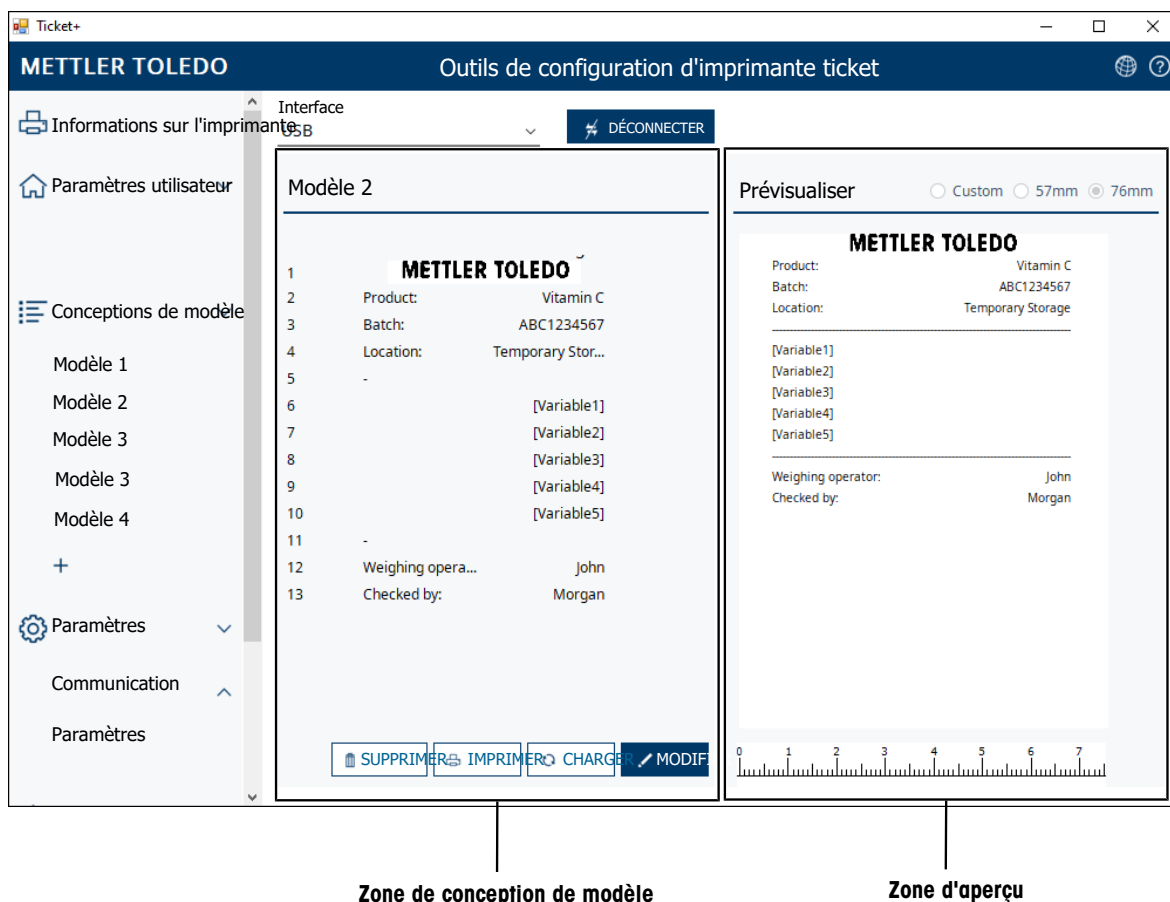 Ticket+
METTLER TOLEDO
Outils de configuration d'imprimante ticket
Informations sur l'imprimante
Paramètres utilisateur
Conceptions de modèle
Modèle 1
Modèle 2
Modèle 3
Modèle 3
Modèle 4
+
Paramètres
Communication
Paramètres
Interface
USB
DÉCONNECTER
Modèle 2
1 METTLER TOLEDO
2 Product: Vitamin C
3 Batch: ABC1234567
4 Location: Temporary Stor...
5 -
6 [Variable1]
7 [Variable2]
8 [Variable3]
9 [Variable4]
10 [Variable5]
11 -
12 Weighing opera... John
13 Checked by: Morgan
SUPPRIMER IMPRIMER CHARGER MODIFI
Prévisualiser Custom 57mm 76mm
METTLER TOLEDO
Product: Vitamin C
Batch: ABC1234567
Location: Temporary Storage
[Variable1]
[Variable2]
[Variable3]
[Variable4]
[Variable5]
Weighing operator: John
Checked by: Morgan
0 1 2 3 4 5 6 7
Zone de conception de modèle
Zone d'aperçu